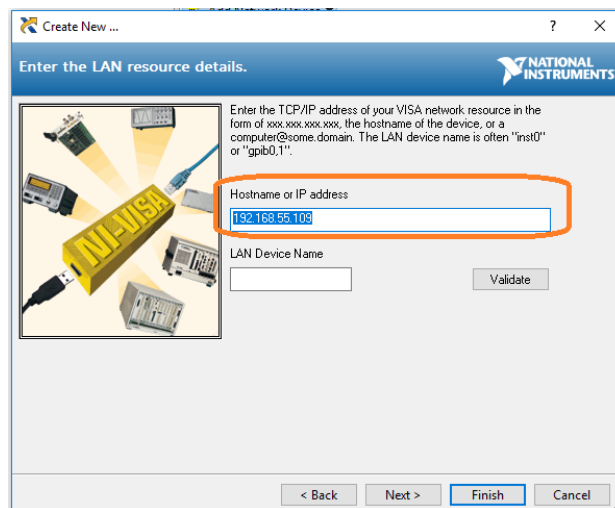 Create New ...
?
Enter the LAN resource details.
NATIONAL
INSTRUMENTS
NI-VISA
Enter the TCP/IP address of your VISA network resource in the
form of xxx.xxx.xxx.xxx, the hostname of the device, or a
computer@some.domain. The LAN device name is often "inst0"
or "gpib0,1".
Hostname or IP address
192.168.55.109
LAN Device Name
Validate
< Back
Next >
Finish
Cancel